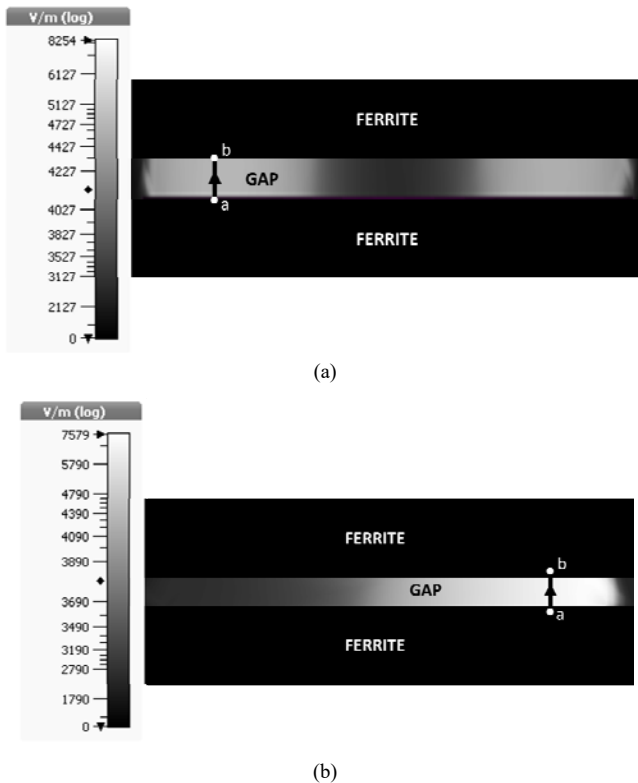 V/m (log)
8254
6127
5127
4727
4427
4227
4027
3827
3527
3127
2127
0
FERRITE
b
GAP
a
FERRITE
(a)
V/m (log)
7579
5790
4790
4390
4090
3890
3690
3490
3190
2790
1790
0
FERRITE
b
GAP
a
FERRITE
(b)